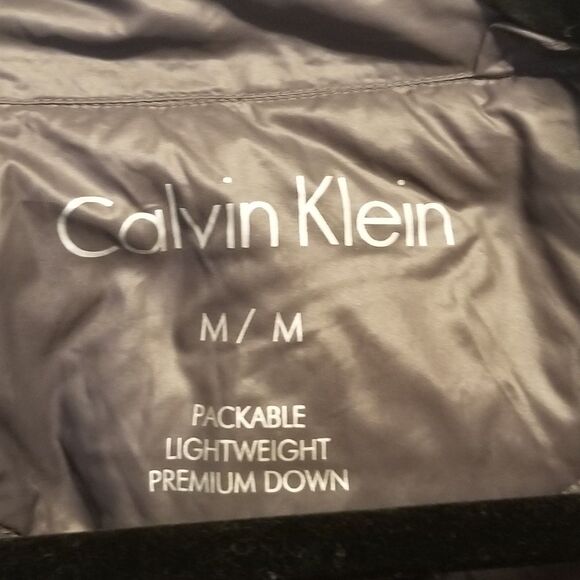 Calvin Klein
M / M
PACKABLE
LIGHTWEIGHT
PREMIUM DOWN